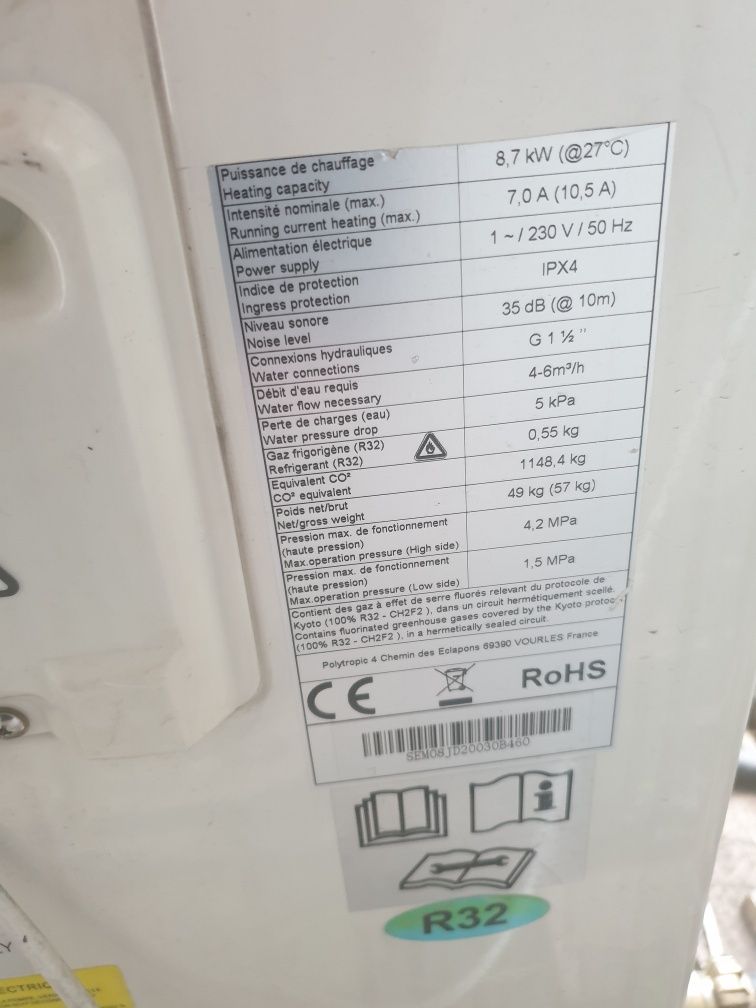 Puissance de chauffage
Heating capacity
8,7 kW (@27°C)
Intensité nominale (max.)
Running current heating (max.)
7,0 A (10,5 A)
Alimentation électrique
Power supply
1 ~ / 230 V / 50 Hz
Indice de protection
Ingress protection
IPX4
Niveau sonore
Noise level
35 dB (@ 10m)
Connexions hydrauliques
Water connections
G 1 ½ "
Débit d'eau requis
Water flow necessary
4-6m³/h
Perte de charges (eau)
Water pressure drop
5 kPa
Gaz frigorigène (R32)
Refrigerant (R32)
0,55 kg
Equivalent CO²
CO² equivalent
1148,4 kg
Poids net/brut
Net/gross weight
49 kg (57 kg)
Pression max. de fonctionnement
(haute pression)
Max.operation pressure (High side)
4,2 MPa
Pression max. de fonctionnement
(haute pression)
Max.operation pressure (Low side)
1,5 MPa
Contient des gaz à effet de serre fluorés relevant du protocole de
Kyoto (100% R32 - CH2F2 ), dans un circuit hermétiquement scellé.
Contains fluorinated greenhouse gases covered by the Kyoto protoc
(100% R32 - CH2F2 ), in a hermetically sealed circuit.
Polytropic 4 Chemin des Eclapons 69390 VOURLES France
CE
RoHS
SEM08JD20030B460
i
R32
ECTRIC